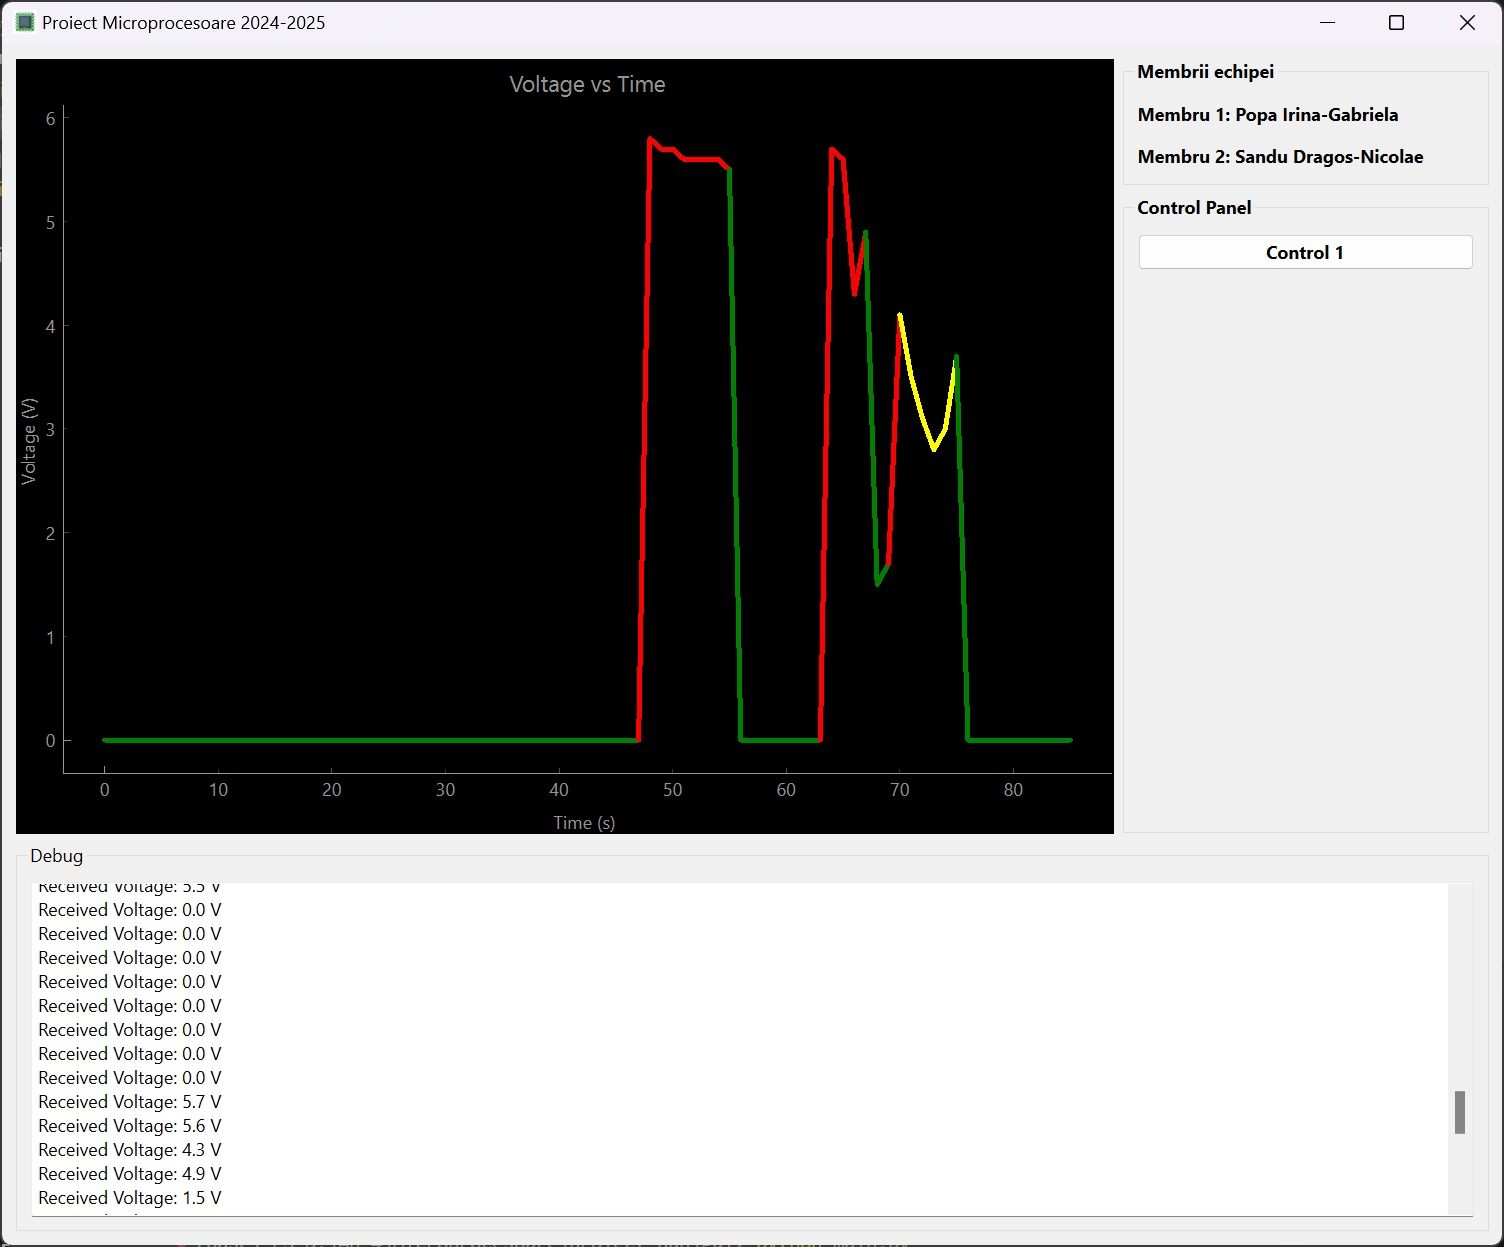 Proiect Microprocesoare 2024-2025
Voltage vs Time
6
5
4
3
2
1
0
Voltage (V)
0 10 20 30 40 50 60 70 80
Time (s)
Membrii echipei
Membru 1: Popa Irina-Gabriela
Membru 2: Sandu Dragos-Nicolae
Control Panel
Control 1
Debug
Received Voltage: 5.5 V
Received Voltage: 0.0 V
Received Voltage: 0.0 V
Received Voltage: 0.0 V
Received Voltage: 0.0 V
Received Voltage: 0.0 V
Received Voltage: 0.0 V
Received Voltage: 0.0 V
Received Voltage: 0.0 V
Received Voltage: 5.7 V
Received Voltage: 5.6 V
Received Voltage: 4.3 V
Received Voltage: 4.9 V
Received Voltage: 1.5 V